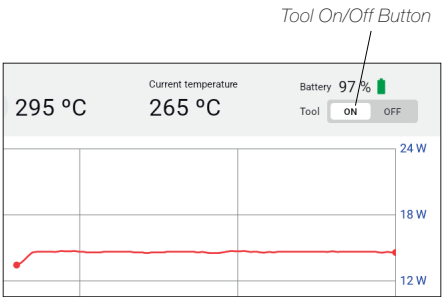 Tool On/Off Button
Current temperature
Battery 97 %
295 ºC
265 ºC
Tool ON OFF
24 W
18 W
12 W